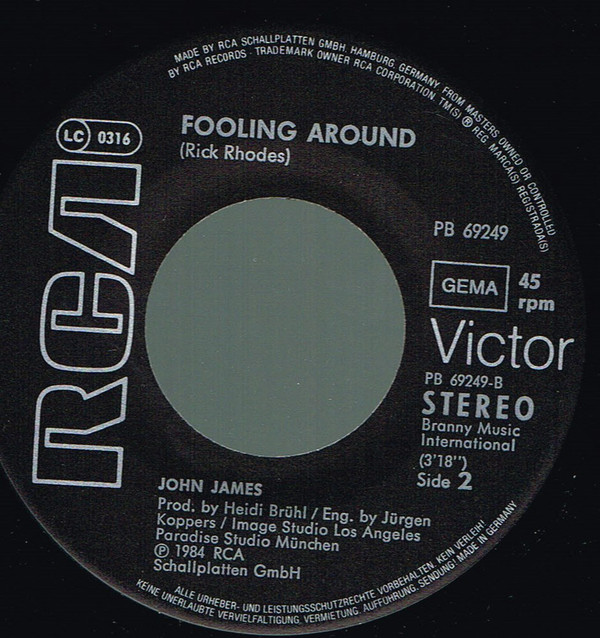 MADE BY RCA SCHALLPLATTEN GMBH, HAMBURG, GERMANY, FROM MASTERS OWNED OR CONTROLLED
BY RCA RECORDS · TRADEMARK OWNER RCA CORPORATION, TM(S) ® REG. MARCA(S) REGISTRADA(S)
LC 0316
FOOLING AROUND
(Rick Rhodes)
RCA
PB 69249
GEMA
45
rpm
Victor
PB 69249-B
STEREO
Branny Music
International
(3'18'')
Side 2
JOHN JAMES
Prod. by Heidi Brühl / Eng. by Jürgen
Koppers / Image Studio Los Angeles
Paradise Studio München
℗ 1984 RCA
Schallplatten GmbH
ALLE URHEBER- UND LEISTUNGSSCHUTZRECHTE VORBEHALTEN, KEIN VERLEIH!
KEINE UNERLAUBTE VERVIELFÄLTIGUNG, VERMIETUNG, AUFFÜHRUNG, SENDUNG! MADE IN GERMANY